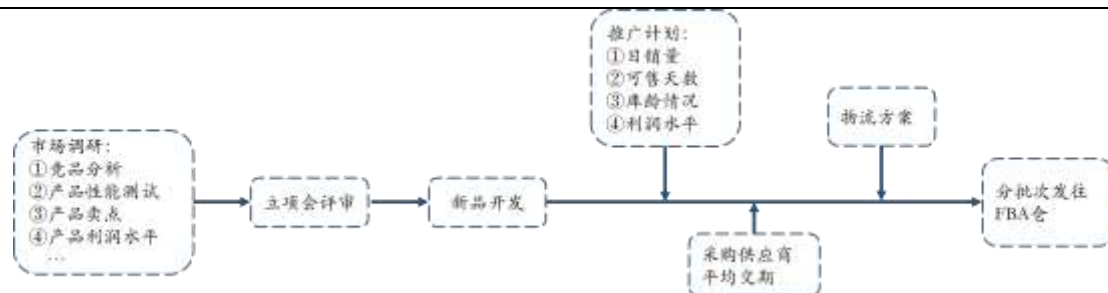 市场调研:
①竞品分析
②产品性能测试
③产品卖点
④产品利润水平
…
立项会评审
新品开发
推广计划:
①日销量
②可售天数
③库龄情况
④利润水平
采购供应商
平均交期
物流方案
分批次发往
FBA仓